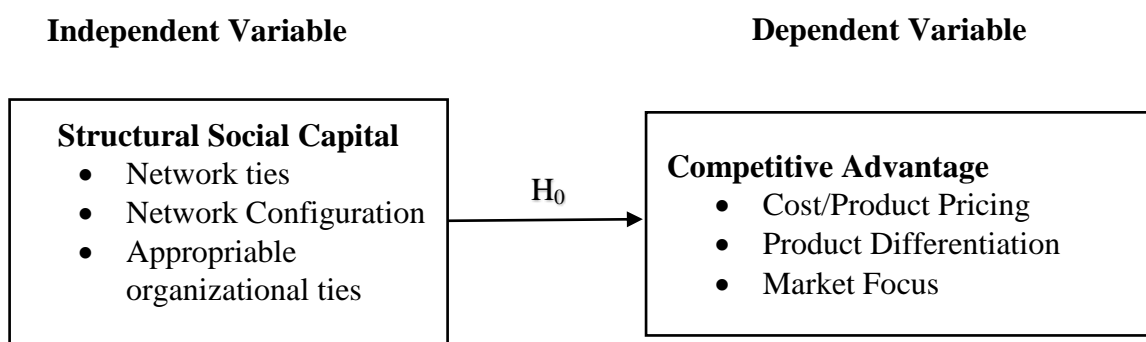 Independent Variable
Dependent Variable
Structural Social Capital
• Network ties
• Network Configuration
• Appropriable
organizational ties
H₀
Competitive Advantage
• Cost/Product Pricing
• Product Differentiation
• Market Focus